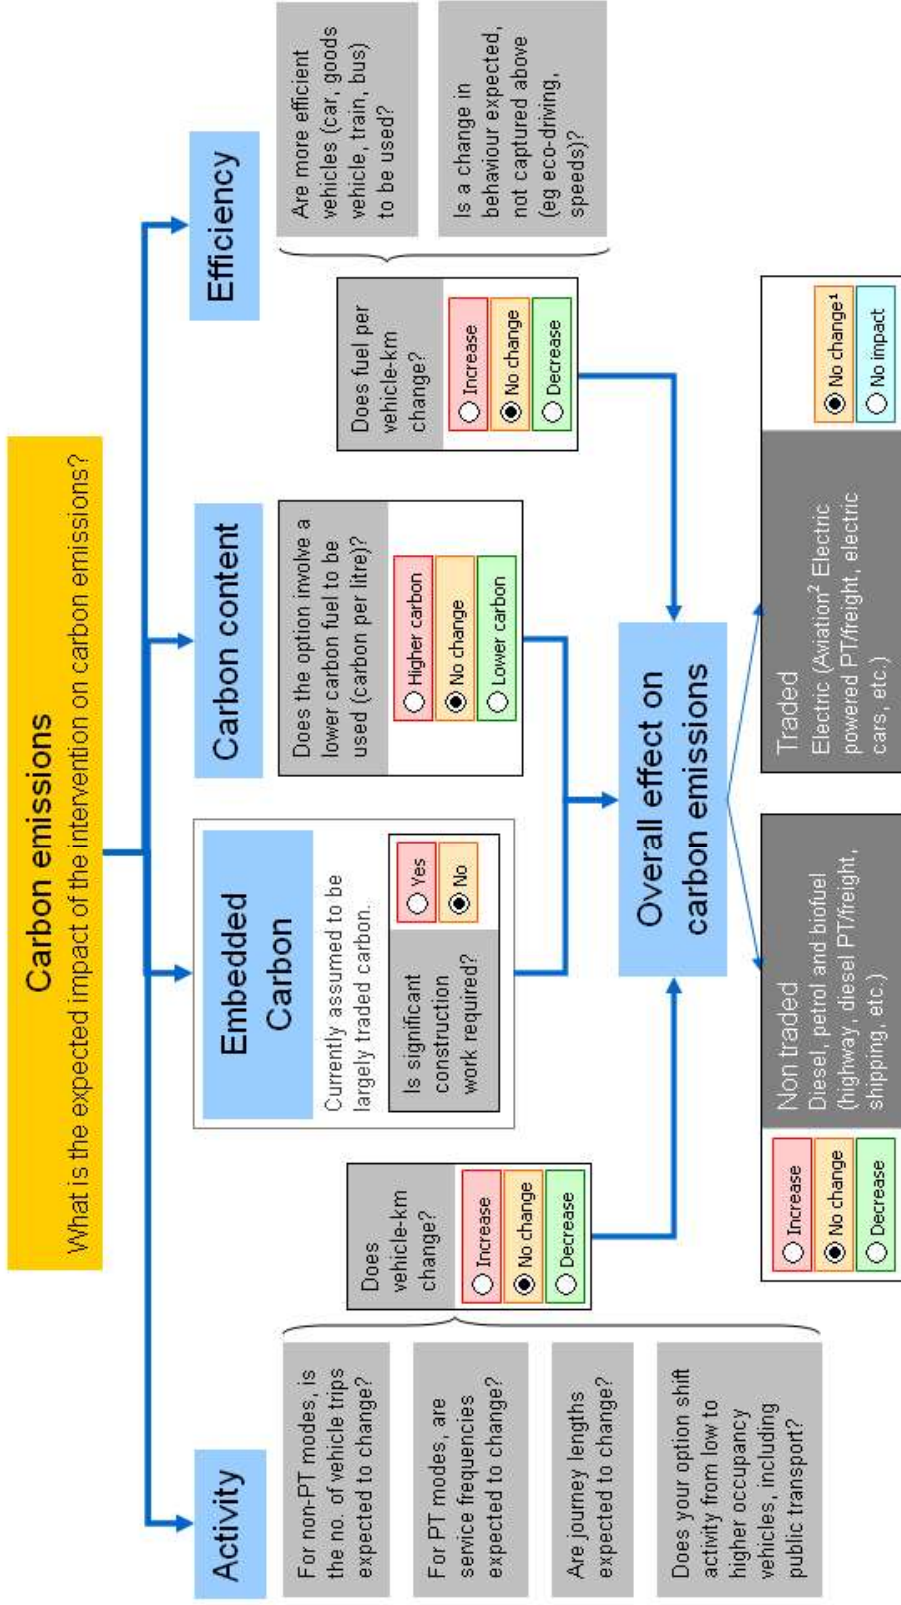 Carbon emissions
What is the expected impact of the intervention on carbon emissions?
Activity
For non-PT modes, is
the no. of vehicle trips
expected to change?
For PT modes, are
service frequencies
expected to change?
Are journey lengths
expected to change?
Does your option shift
activity from low to
higher occupancy
vehicles, including
public transport?
Does
vehicle-km
change?
Increase
No change
Decrease
Embedded
Carbon
Currently assumed to be
largely traded carbon.
Is significant
construction
work required?
Yes
No
Carbon content
Does the option involve a
lower carbon fuel to be
used (carbon per litre)?
Higher carbon
No change
Lower carbon
Efficiency
Does fuel per
vehicle-km
change?
Increase
No change
Decrease
Are more efficient
vehicles (car, goods
vehicle, train, bus)
to be used?
Is a change in
behaviour expected,
not captured above
(eg eco-driving,
speeds)?
Overall effect on
carbon emissions
Increase
No change
Decrease
Non traded
Diesel, petrol and biofuel
(highway, diesel PT/freight,
shipping, etc.)
Traded
Electric (Aviation² Electric
powered PT/freight, electric
cars, etc.)
No change¹
No impact